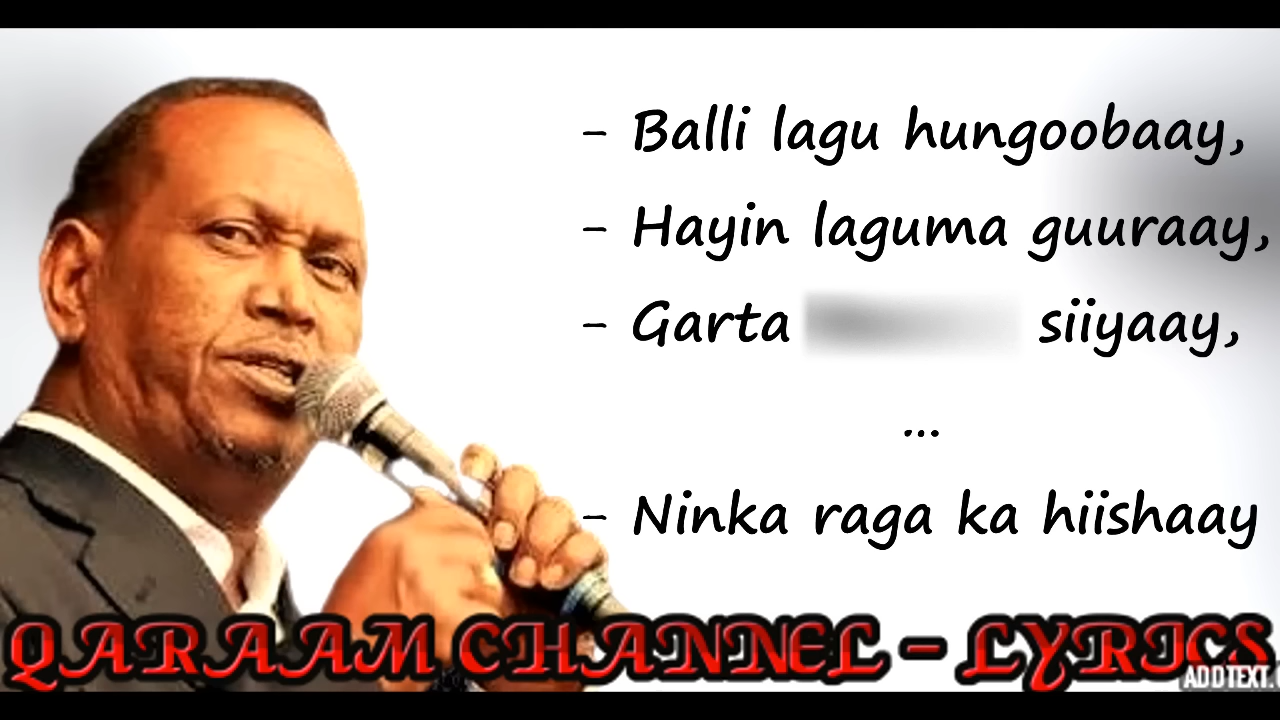 - Balli lagu hungoobaay,
- Hayin laguma guuraay,
- Garta siiyaay,
...
- Ninka raga ka hiishaay
QARAAM CHANNEL - LYRICS
ADDTEXT.